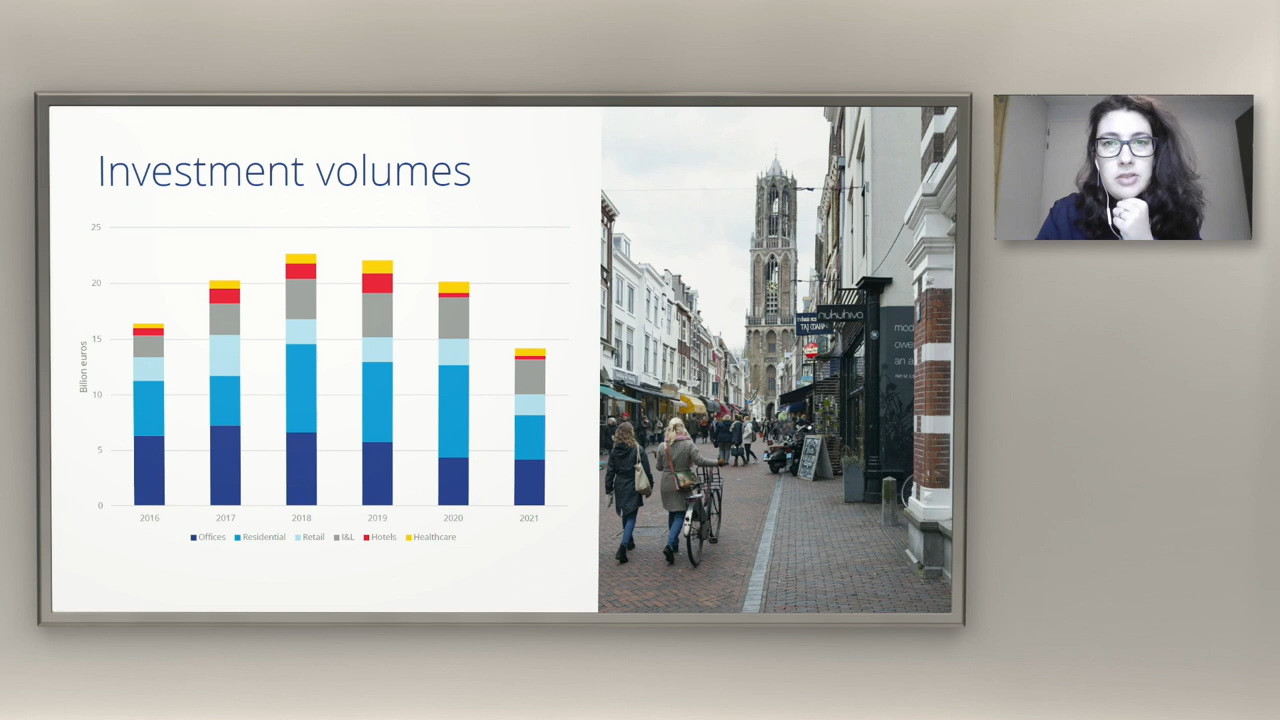 Investment volumes
25
20
15
10
5
0
Bilion euros
2016 2017 2018 2019 2020 2021
Offices Residential Retail I&L Hotels Healthcare
nukuhiva